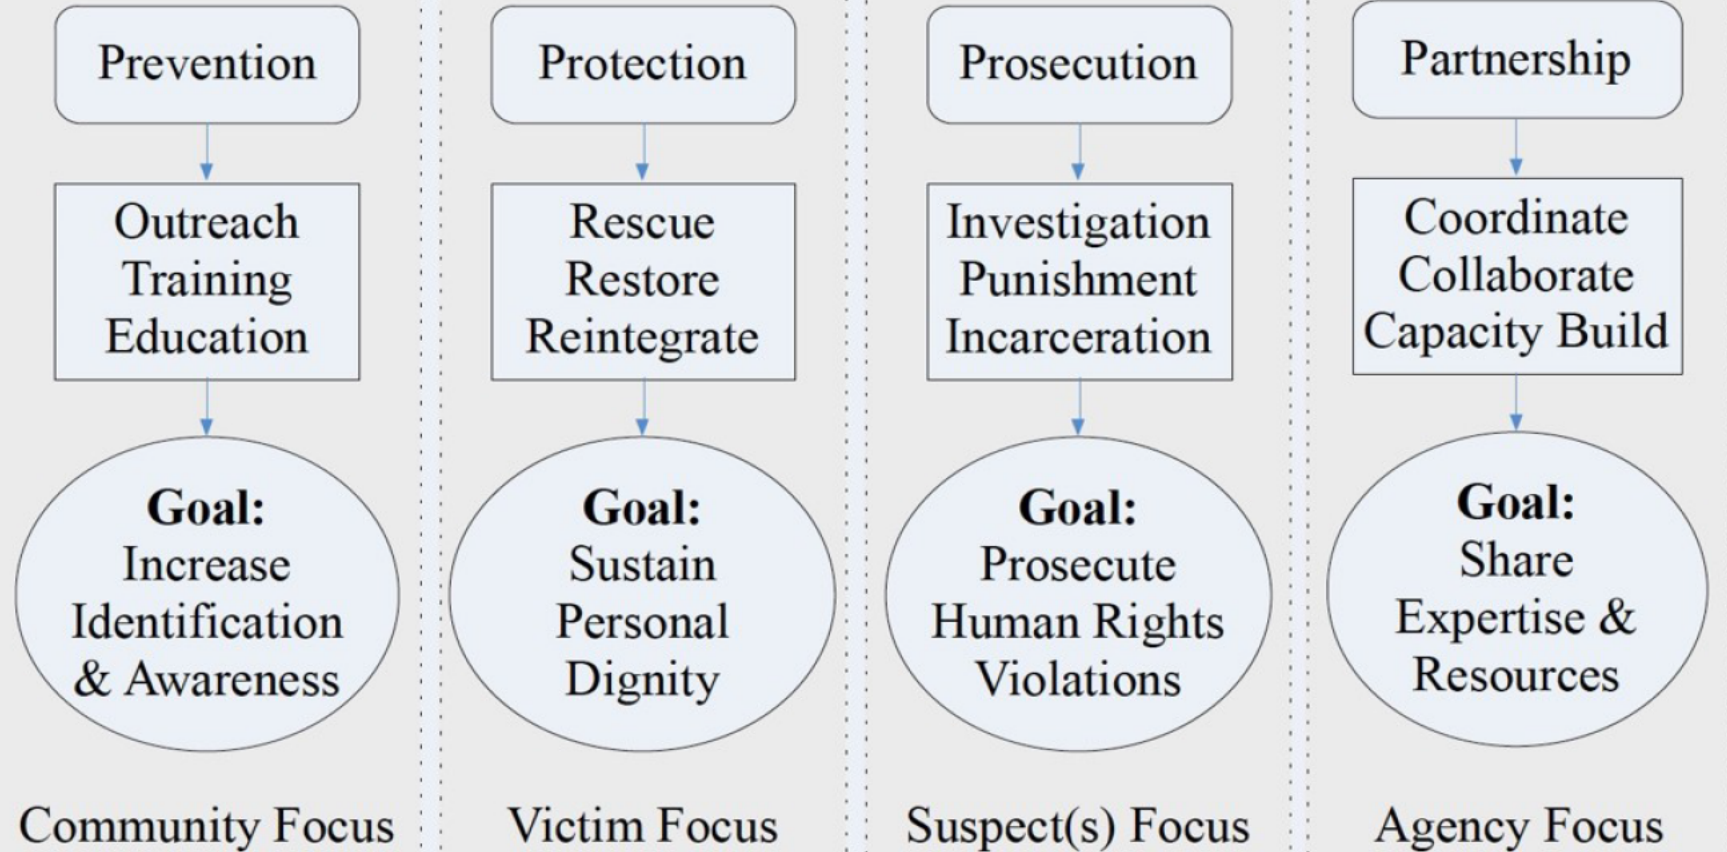 Prevention
Outreach
Training
Education
Goal:
Increase
Identification
& Awareness
Community Focus
Protection
Rescue
Restore
Reintegrate
Goal:
Sustain
Personal
Dignity
Victim Focus
Prosecution
Investigation
Punishment
Incarceration
Goal:
Prosecute
Human Rights
Violations
Suspect(s) Focus
Partnership
Coordinate
Collaborate
Capacity Build
Goal:
Share
Expertise &
Resources
Agency Focus